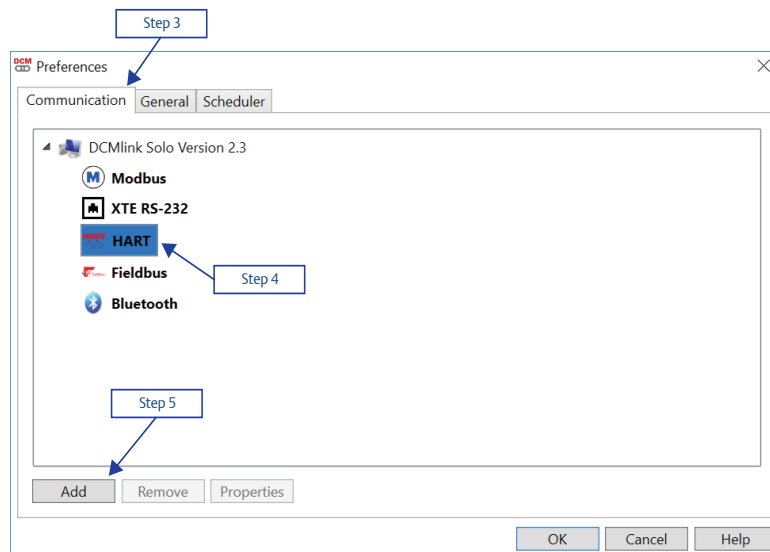 Step 3
DCM
Preferences
Communication General Scheduler
DCMlink Solo Version 2.3
M Modbus
XTE RS-232
HART HART
Step 4
Fieldbus
Bluetooth
Step 5
Add Remove Properties
OK Cancel Help